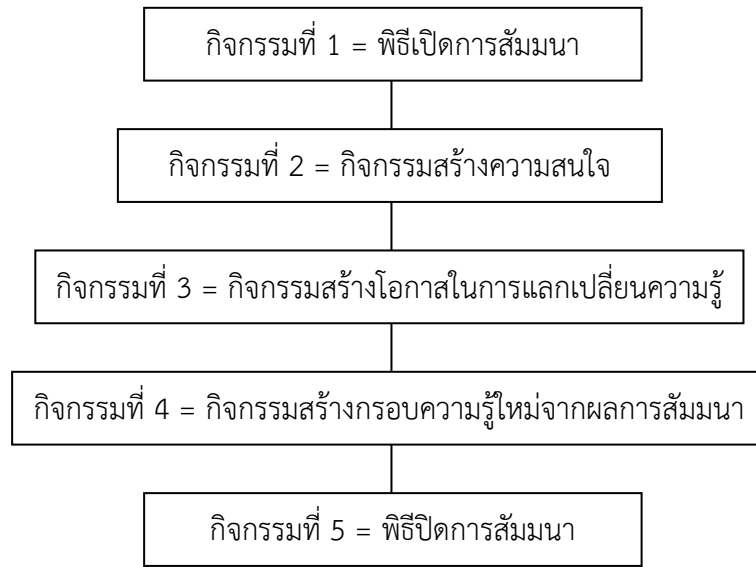 กิจกรรมที่ 1 = พิธีเปิดการสัมมนา
กิจกรรมที่ 2 = กิจกรรมสร้างความสนใจ
กิจกรรมที่ 3 = กิจกรรมสร้างโอกาสในการแลกเปลี่ยนความรู้
กิจกรรมที่ 4 = กิจกรรมสร้างกรอบความรู้ใหม่จากผลการสัมมนา
กิจกรรมที่ 5 = พิธีปิดการสัมมนา